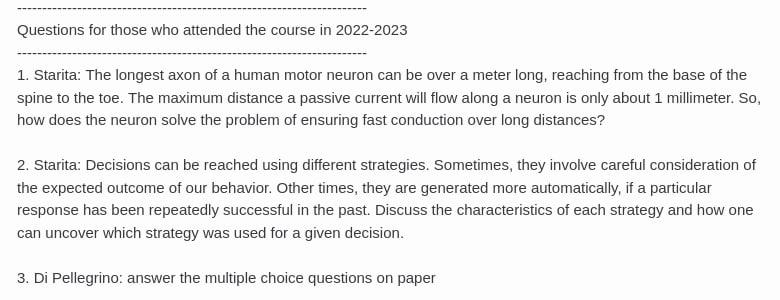 ----------------------------------------------------------------------
Questions for those who attended the course in 2022-2023
----------------------------------------------------------------------
1. Starita: The longest axon of a human motor neuron can be over a meter long, reaching from the base of the
spine to the toe. The maximum distance a passive current will flow along a neuron is only about 1 millimeter. So,
how does the neuron solve the problem of ensuring fast conduction over long distances?
2. Starita: Decisions can be reached using different strategies. Sometimes, they involve careful consideration of
the expected outcome of our behavior. Other times, they are generated more automatically, if a particular
response has been repeatedly successful in the past. Discuss the characteristics of each strategy and how one
can uncover which strategy was used for a given decision.
3. Di Pellegrino: answer the multiple choice questions on paper